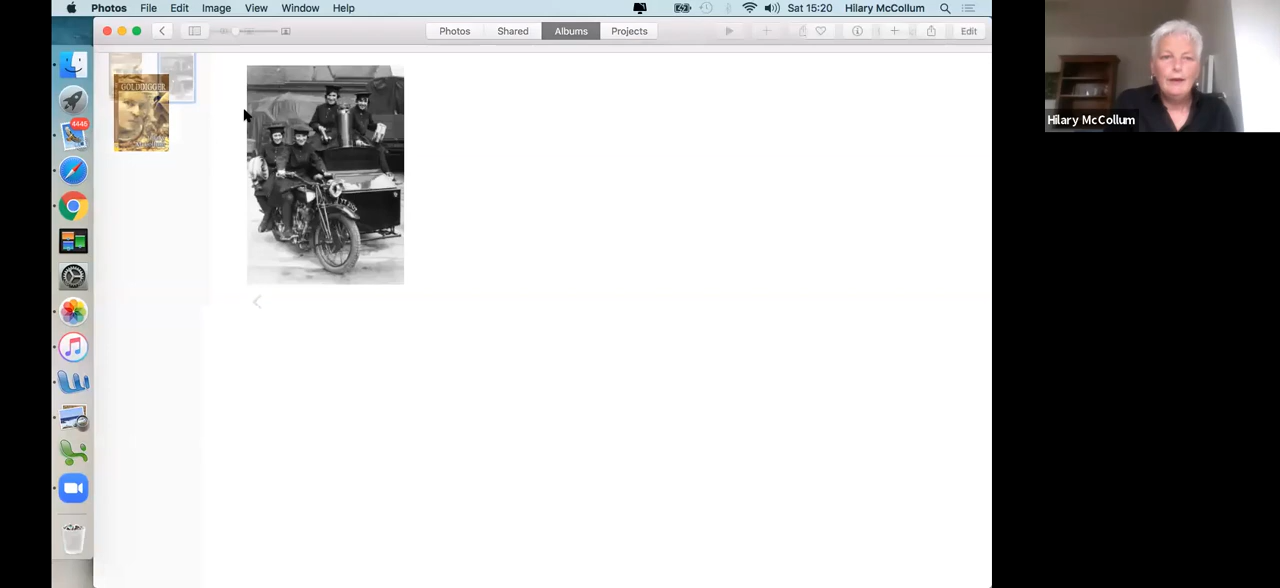 Photos File Edit Image View Window Help Sat 15:20 Hilary McCollum
Photos Shared Albums Projects Edit
GOLDDIGGER
4445
Hilary McCollum